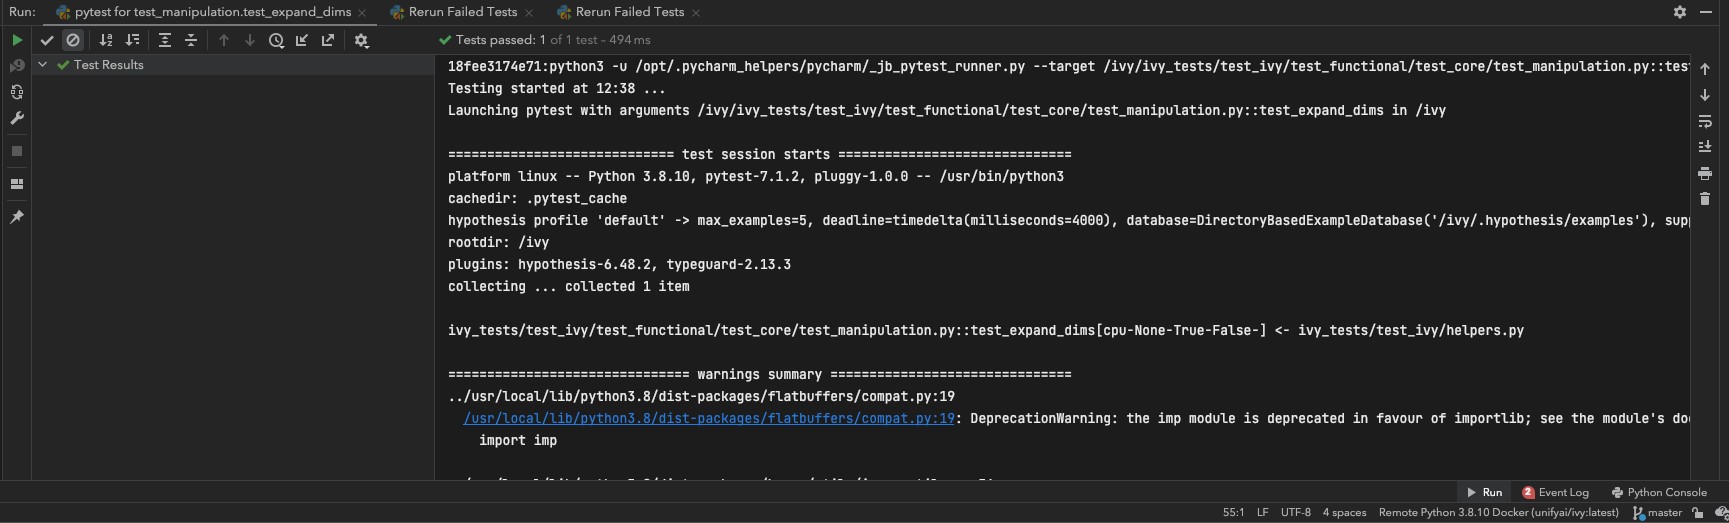 Run: pytest for test_manipulation.test_expand_dims × Rerun Failed Tests × Rerun Failed Tests ×
Tests passed: 1 of 1 test – 494 ms
Test Results
18fee3174e71:python3 -u /opt/.pycharm_helpers/pycharm/_jb_pytest_runner.py --target /ivy/ivy_tests/test_ivy/test_functional/test_core/test_manipulation.py::test
Testing started at 12:38 ...
Launching pytest with arguments /ivy/ivy_tests/test_ivy/test_functional/test_core/test_manipulation.py::test_expand_dims in /ivy
============================= test session starts ==============================
platform linux -- Python 3.8.10, pytest-7.1.2, pluggy-1.0.0 -- /usr/bin/python3
cachedir: .pytest_cache
hypothesis profile 'default' -> max_examples=5, deadline=timedelta(milliseconds=4000), database=DirectoryBasedExampleDatabase('/ivy/.hypothesis/examples'), supp
rootdir: /ivy
plugins: hypothesis-6.48.2, typeguard-2.13.3
collecting ... collected 1 item
ivy_tests/test_ivy/test_functional/test_core/test_manipulation.py::test_expand_dims[cpu-None-True-False-] <- ivy_tests/test_ivy/helpers.py
=============================== warnings summary ===============================
../usr/local/lib/python3.8/dist-packages/flatbuffers/compat.py:19
/usr/local/lib/python3.8/dist-packages/flatbuffers/compat.py:19: DeprecationWarning: the imp module is deprecated in favour of importlib; see the module's do
import imp
Run 2 Event Log Python Console
55:1 LF UTF-8 4 spaces Remote Python 3.8.10 Docker (unifyai/ivy:latest) master